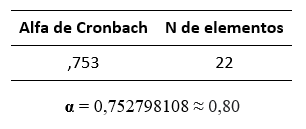 Alfa de Cronbach N de elementos
,753 22
α = 0,752798108 ≈ 0,80